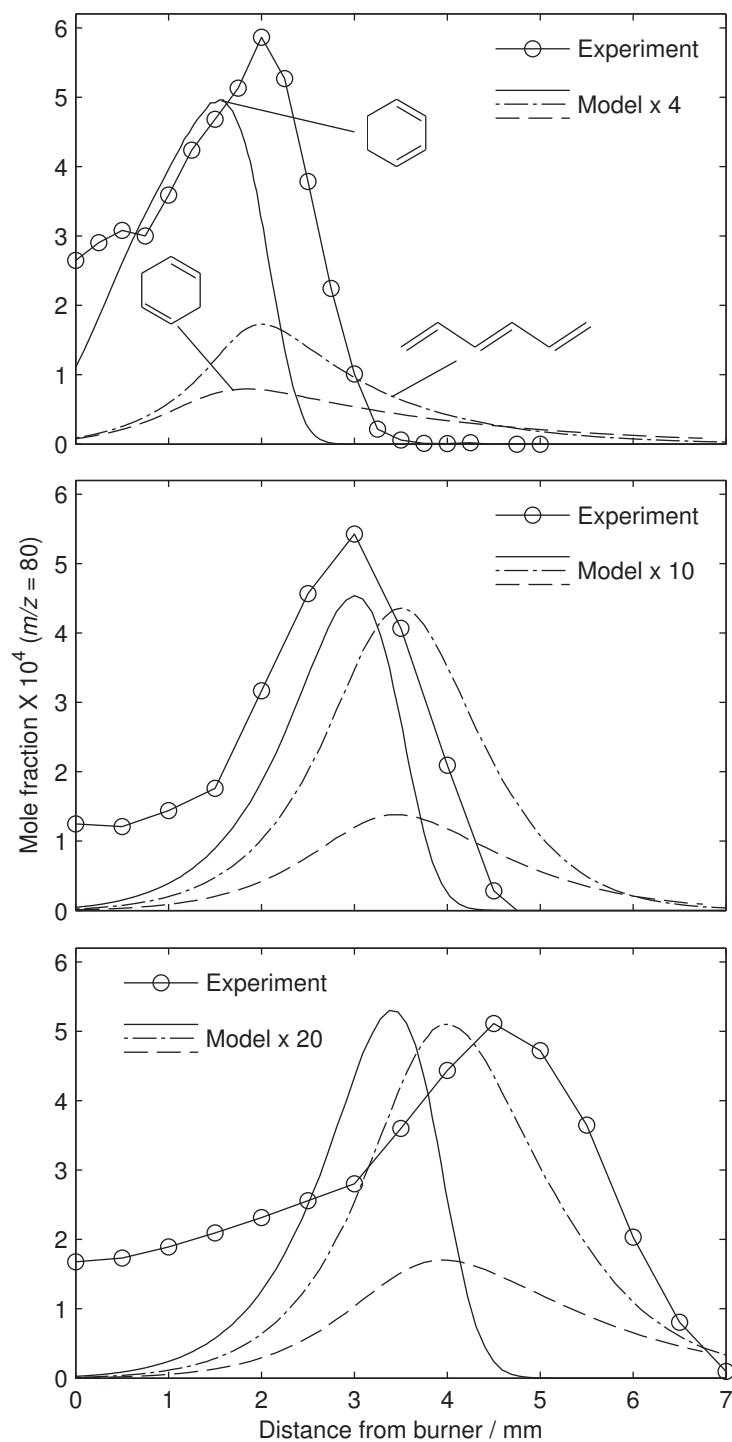 6
Experiment
5
Model x 4
4
3
2
1
0
6
Experiment
5
Model x 10
4
3
2
1
0
Mole fraction X 10⁴ (m/z = 80)
6
Experiment
5
Model x 20
4
3
2
1
0
0 1 2 3 4 5 6 7
Distance from burner / mm